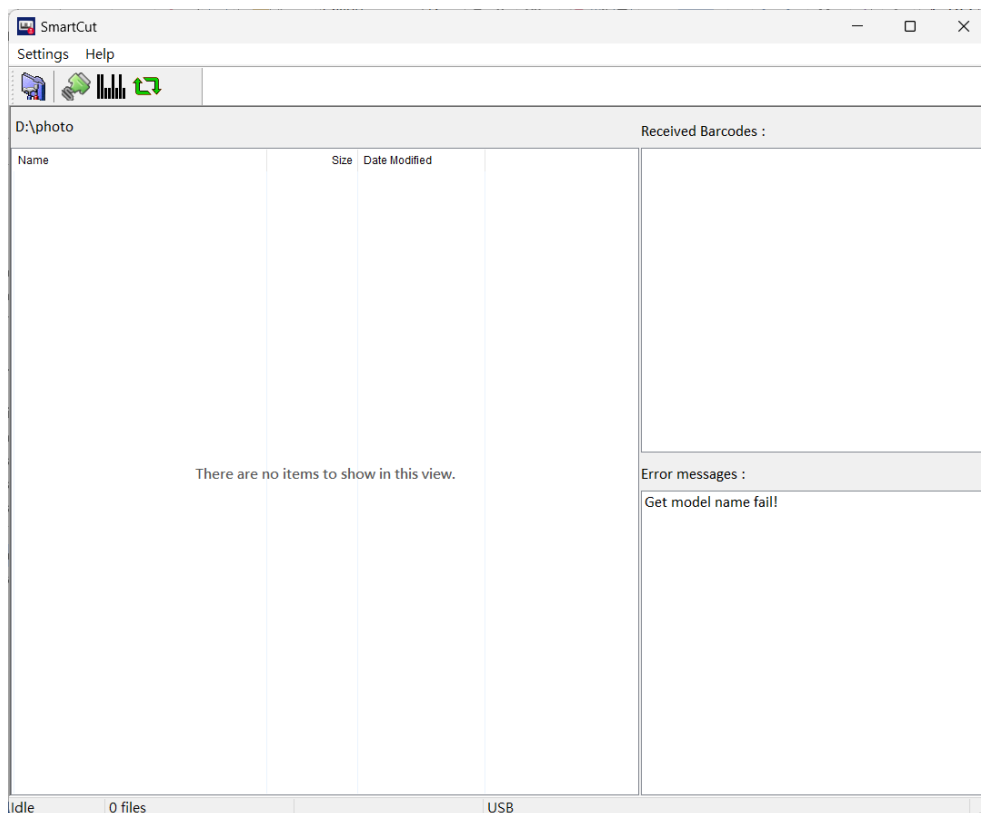 SmartCut
Settings Help
D:\photo
Received Barcodes :
Name Size Date Modified
There are no items to show in this view.
Error messages :
Get model name fail!
Idle 0 files USB